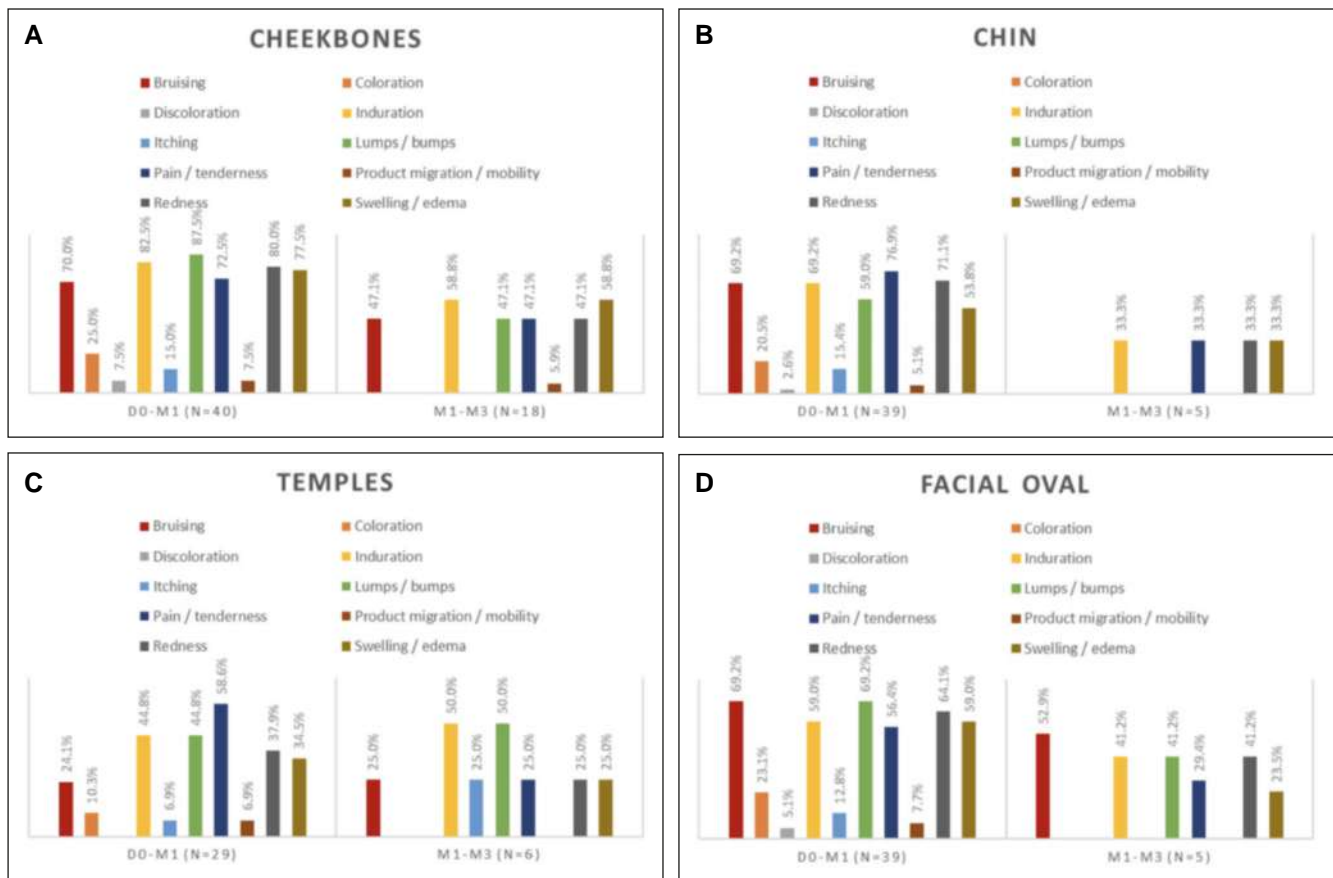 A
CHEEKBONES
Bruising
Coloration
Discoloration
Induration
Itching
Lumps / bumps
Pain / tenderness
Product migration / mobility
Redness
Swelling / edema
70.0%
25.0%
7.5%
82.5%
15.0%
87.5%
72.5%
7.5%
80.0%
77.5%
47.1%
58.8%
47.1%
47.1%
5.9%
47.1%
58.8%
D0-M1 (N=40)
M1-M3 (N=18)
B
CHIN
Bruising
Coloration
Discoloration
Induration
Itching
Lumps / bumps
Pain / tenderness
Product migration / mobility
Redness
Swelling / edema
69.2%
20.5%
2.6%
69.2%
15.4%
59.0%
76.9%
5.1%
71.1%
53.8%
33.3%
33.3%
33.3%
33.3%
D0-M1 (N=39)
M1-M3 (N=5)
C
TEMPLES
Bruising
Coloration
Discoloration
Induration
Itching
Lumps / bumps
Pain / tenderness
Product migration / mobility
Redness
Swelling / edema
24.1%
10.3%
44.8%
6.9%
44.8%
58.6%
6.9%
37.9%
34.5%
25.0%
50.0%
25.0%
50.0%
25.0%
25.0%
25.0%
D0-M1 (N=29)
M1-M3 (N=6)
D
FACIAL OVAL
Bruising
Coloration
Discoloration
Induration
Itching
Lumps / bumps
Pain / tenderness
Product migration / mobility
Redness
Swelling / edema
69.2%
23.1%
5.1%
59.0%
12.8%
69.2%
56.4%
7.7%
64.1%
59.0%
52.9%
41.2%
41.2%
29.4%
41.2%
23.5%
D0-M1 (N=39)
M1-M3 (N=5)